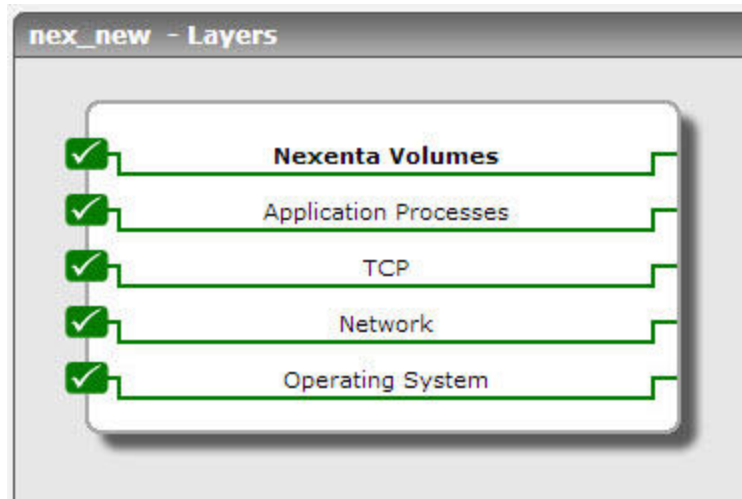 nex_new - Layers
Nexenta Volumes
Application Processes
TCP
Network
Operating System